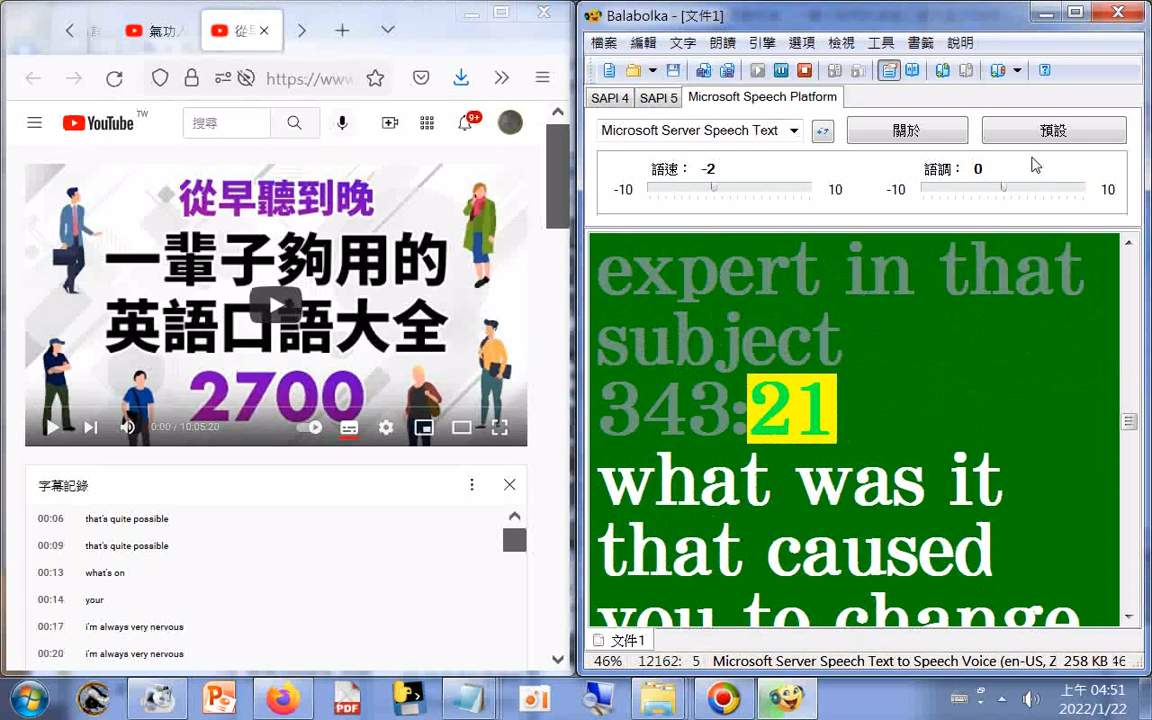 氣功人
從
https://www
YouTube TW
搜尋
9+
從早聽到晚
一輩子夠用的
英語口語大全
2700
0:00 / 10:05:20
字幕記錄
00:06 that's quite possible
00:09 that's quite possible
00:13 what's on
00:14 your
00:17 i'm always very nervous
00:20 i'm always very nervous
Balabolka - [文件1]
檔案 編輯 文字 朗讀 引擎 選項 檢視 工具 書籤 說明
SAPI 4 SAPI 5 Microsoft Speech Platform
Microsoft Server Speech Text 關於 預設
語速： -2 語調： 0
-10 10 -10 10
expert in that
subject
343:21
what was it
that caused
you to change
文件1
46% 12162: 5 Microsoft Server Speech Text to Speech Voice (en-US, Z 258 KB 46
PDF
上午 04:51
2022/1/22